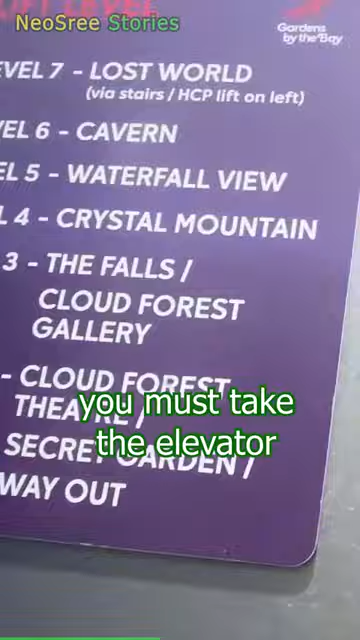 LIFT LEVEL
NeoSree Stories
Gardens
by the Bay
EVEL 7 - LOST WORLD
(via stairs / HCP lift on left)
VEL 6 - CAVERN
EL 5 - WATERFALL VIEW
L 4 - CRYSTAL MOUNTAIN
3 - THE FALLS /
CLOUD FOREST
GALLERY
- CLOUD FOREST
THEATRE /
you must take
the elevator
SECRET GARDEN /
WAY OUT